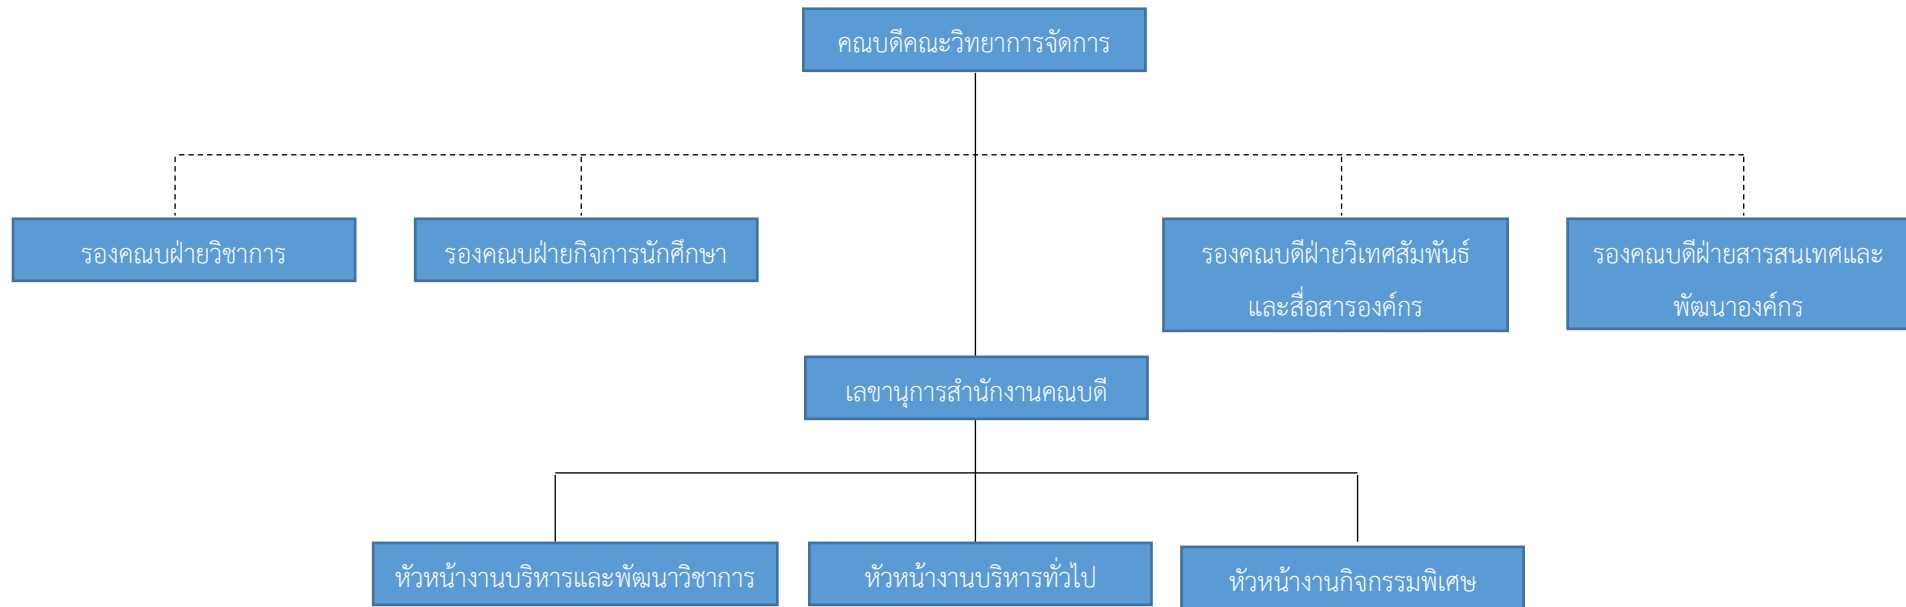 คณบดีคณะวิทยาการจัดการ
รองคณบฝ่ายวิชาการ
รองคณบฝ่ายกิจการนักศึกษา
รองคณบดีฝ่ายวิเทศสัมพันธ์
และสื่อสารองค์กร
รองคณบดีฝ่ายสารสนเทศและ
พัฒนาองค์กร
เลขานุการสำนักงานคณบดี
หัวหน้างานบริหารและพัฒนาวิชาการ
หัวหน้างานบริหารทั่วไป
หัวหน้างานกิจกรรมพิเศษ